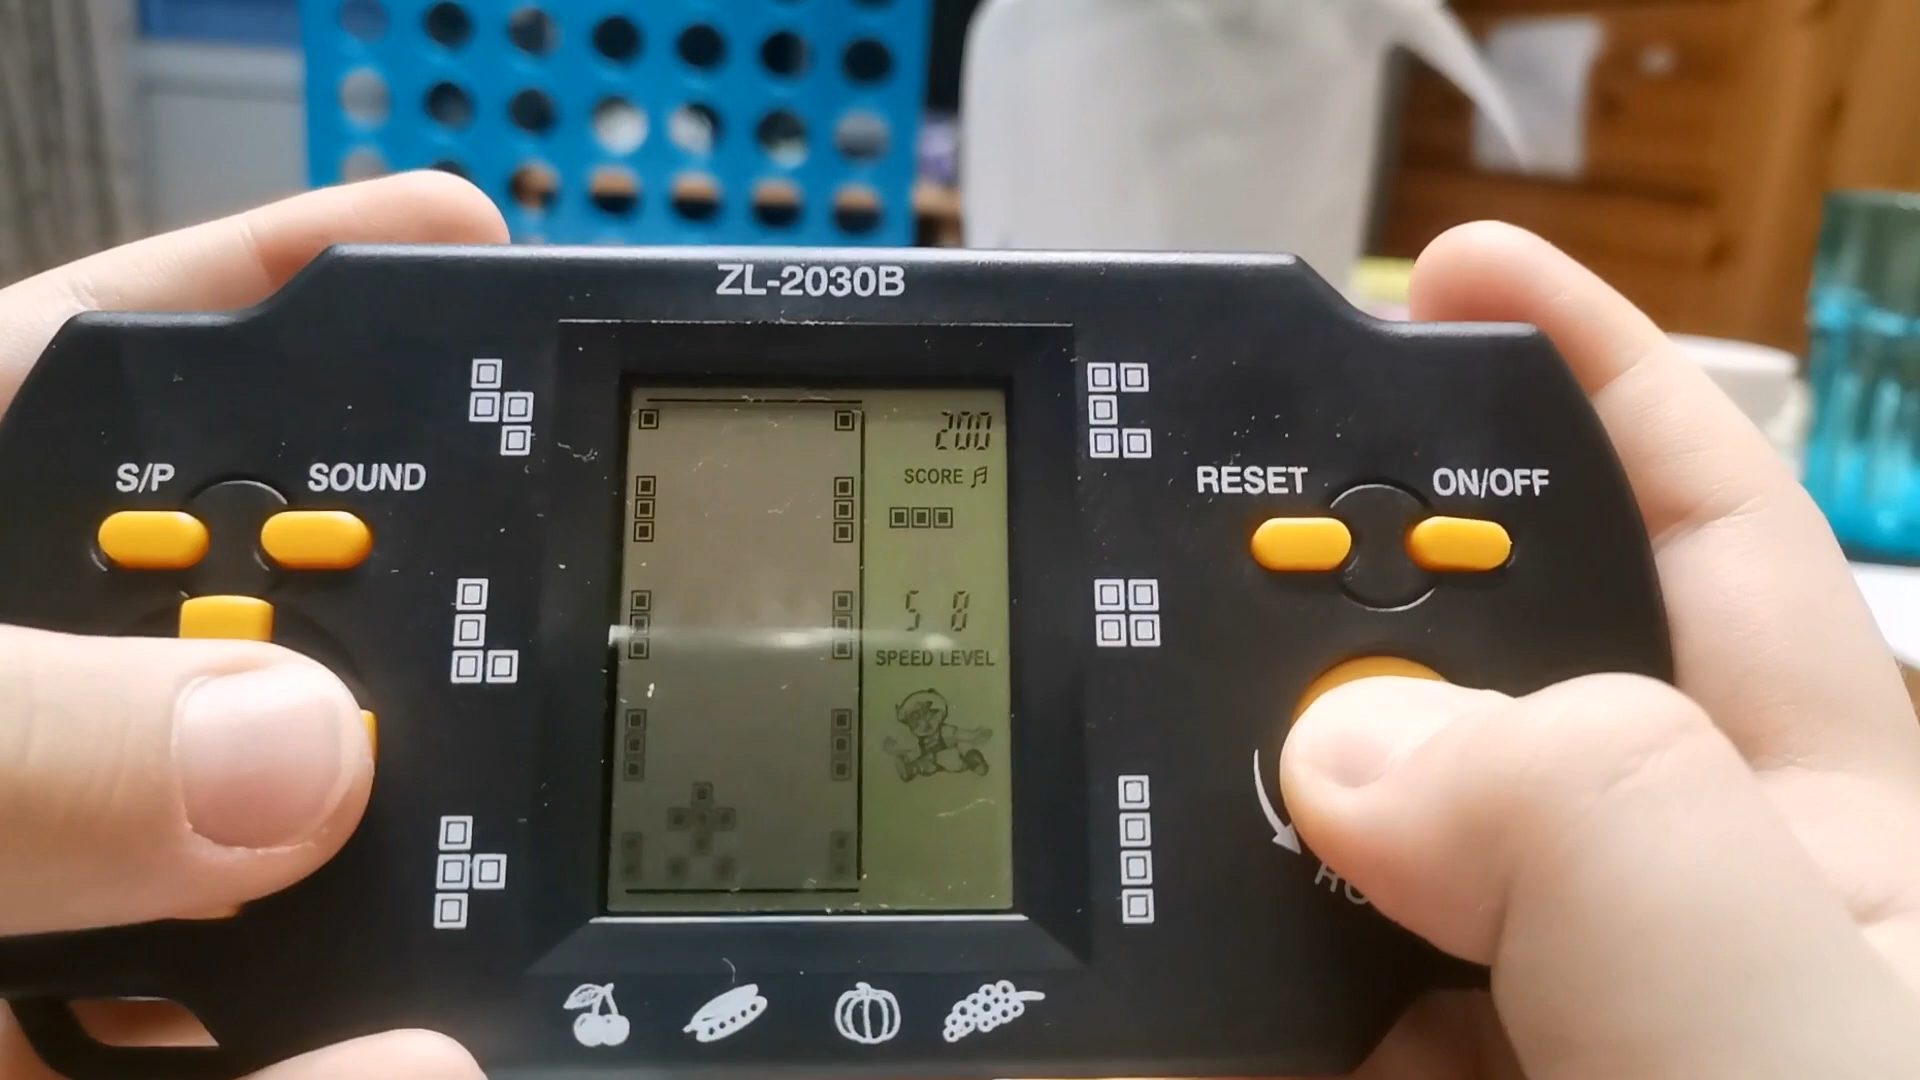 ZL-2030B
S/P
SOUND
200
SCORE
5 8
SPEED LEVEL
RESET
ON/OFF